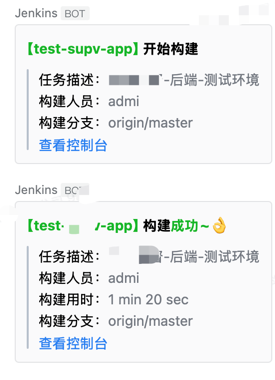 Jenkins BOT
【test-supv-app】开始构建
任务描述： -后端-测试环境
构建人员： admi
构建分支： origin/master
查看控制台
Jenkins BOT
【test- v-app】构建成功~👌
任务描述： -后端-测试环境
构建人员： admi
构建用时： 1 min 20 sec
构建分支： origin/master
查看控制台